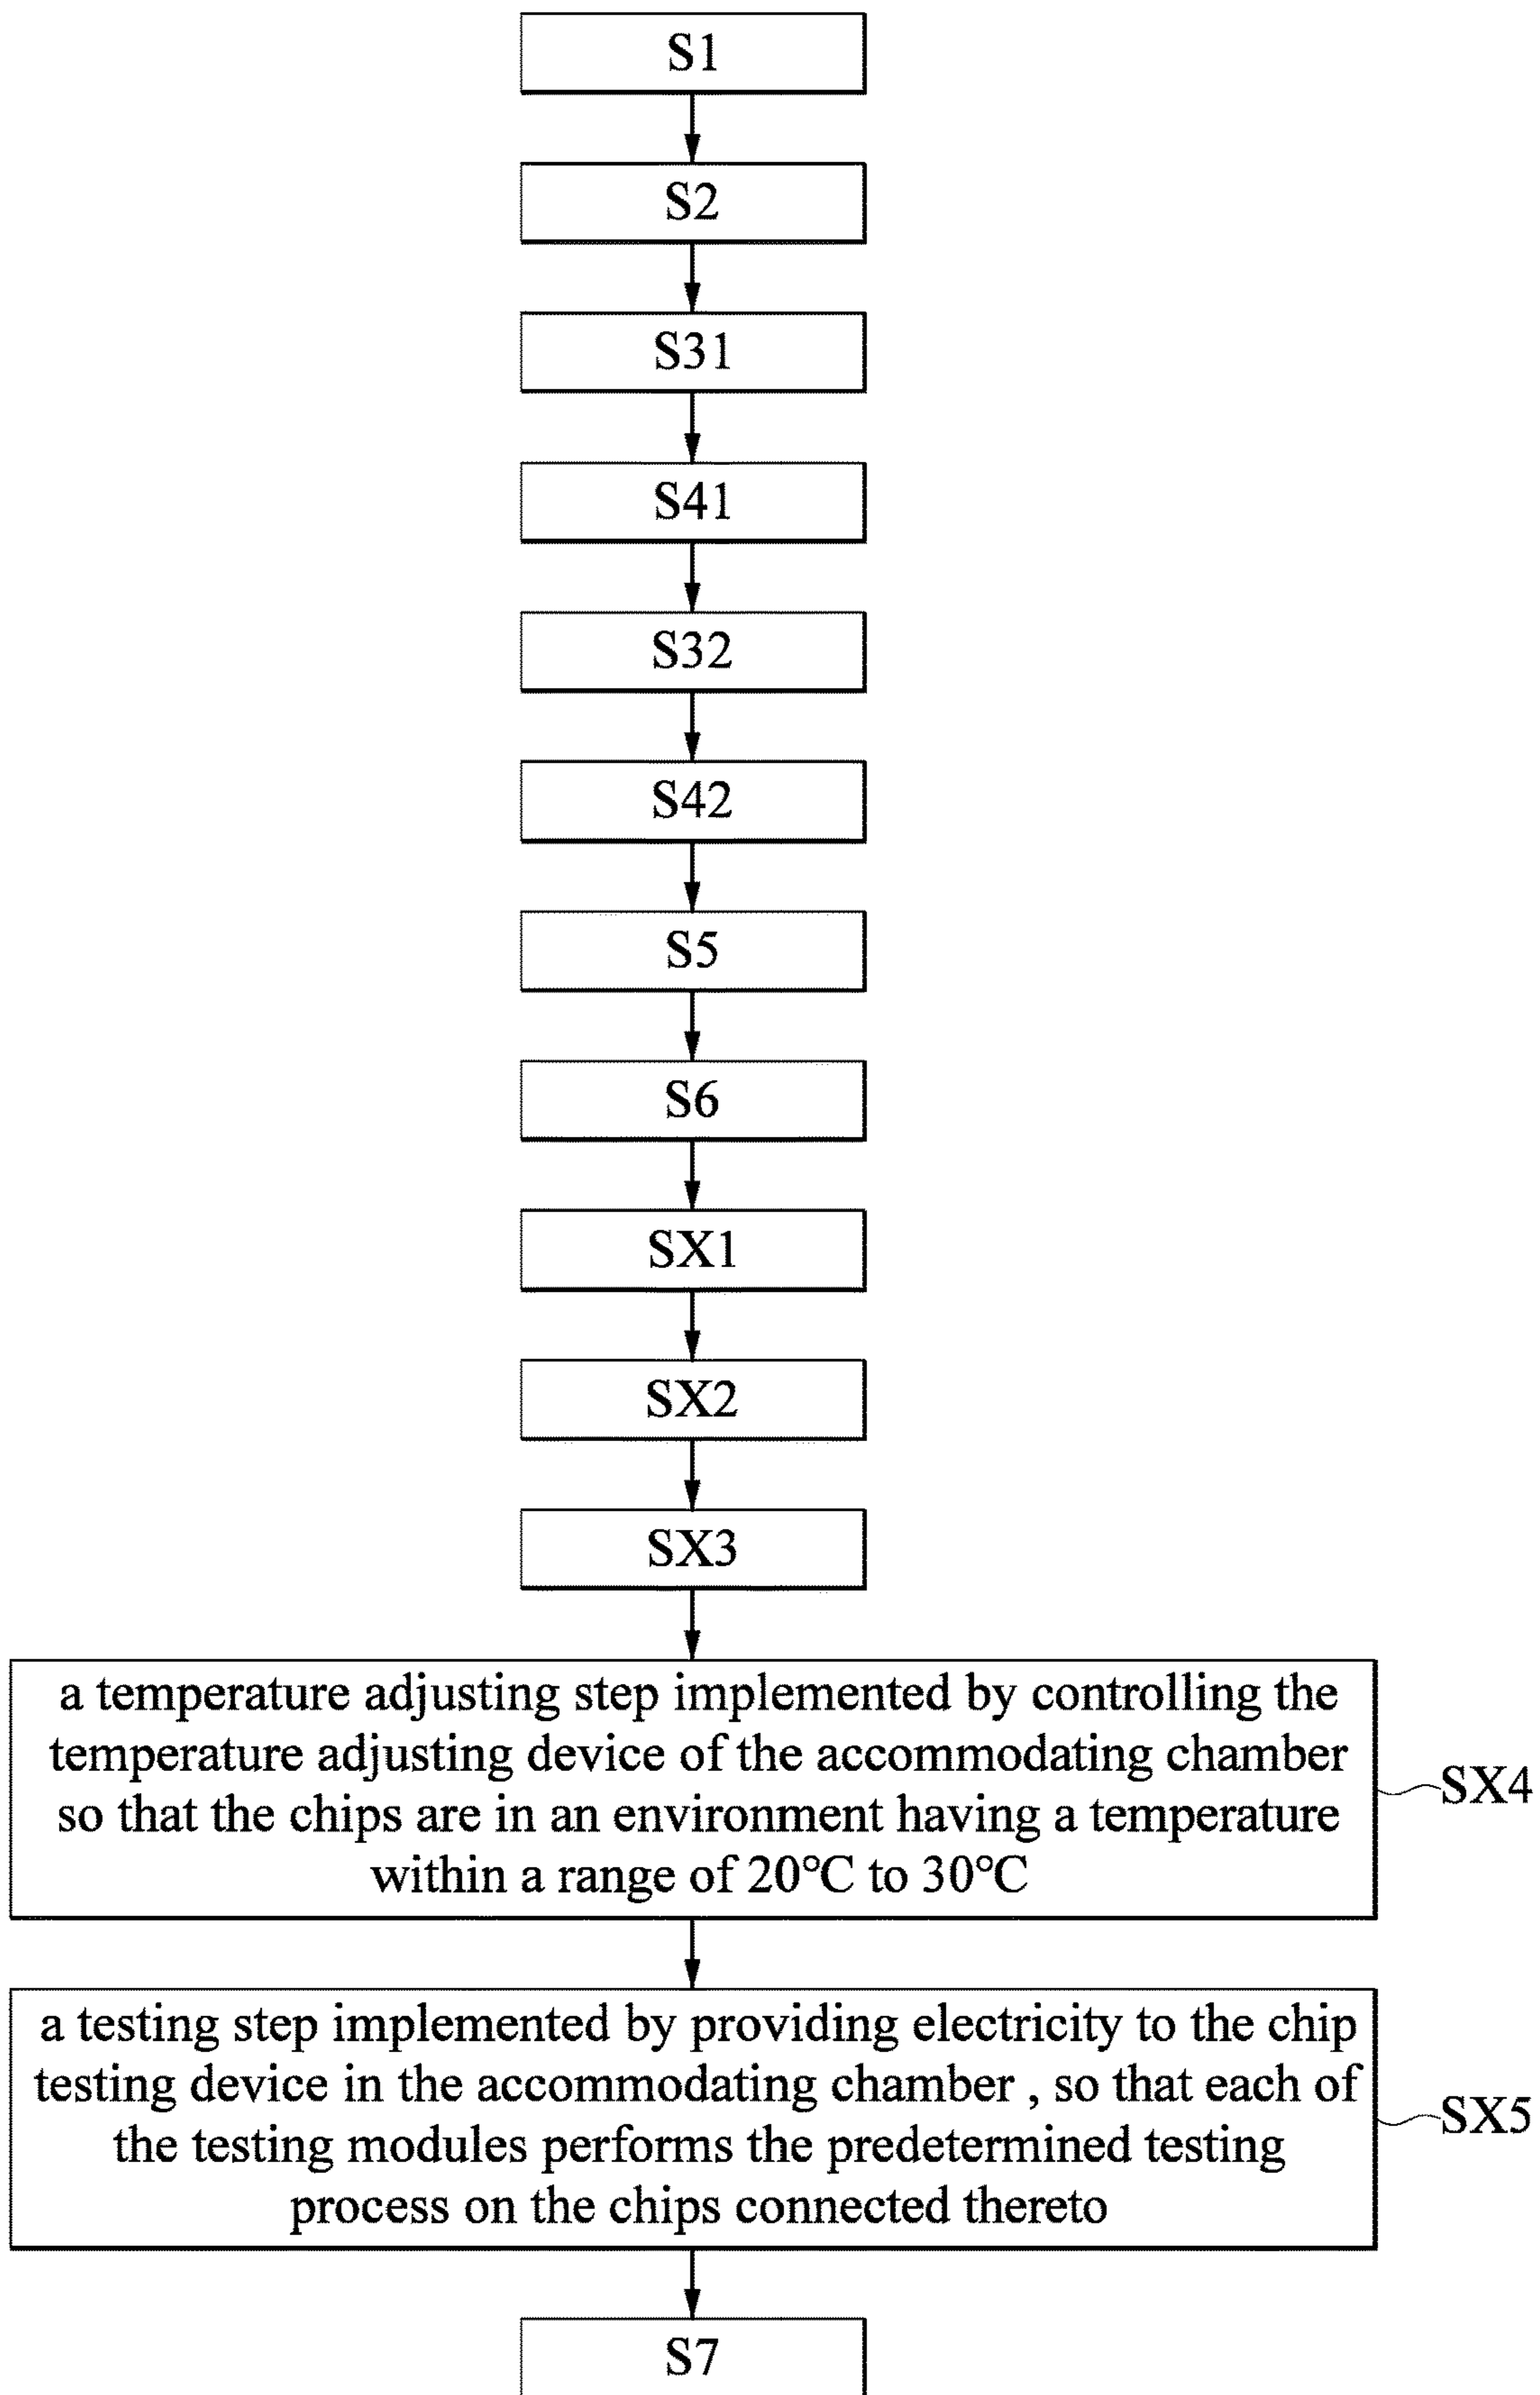 S1
S2
S31
S41
S32
S42
S5
S6
SX1
SX2
SX3
a temperature adjusting step implemented by controlling the
temperature adjusting device of the accommodating chamber
so that the chips are in an environment having a temperature
within a range of 20℃ to 30℃
SX4
a testing step implemented by providing electricity to the chip
testing device in the accommodating chamber , so that each of
the testing modules performs the predetermined testing
process on the chips connected thereto
SX5
S7